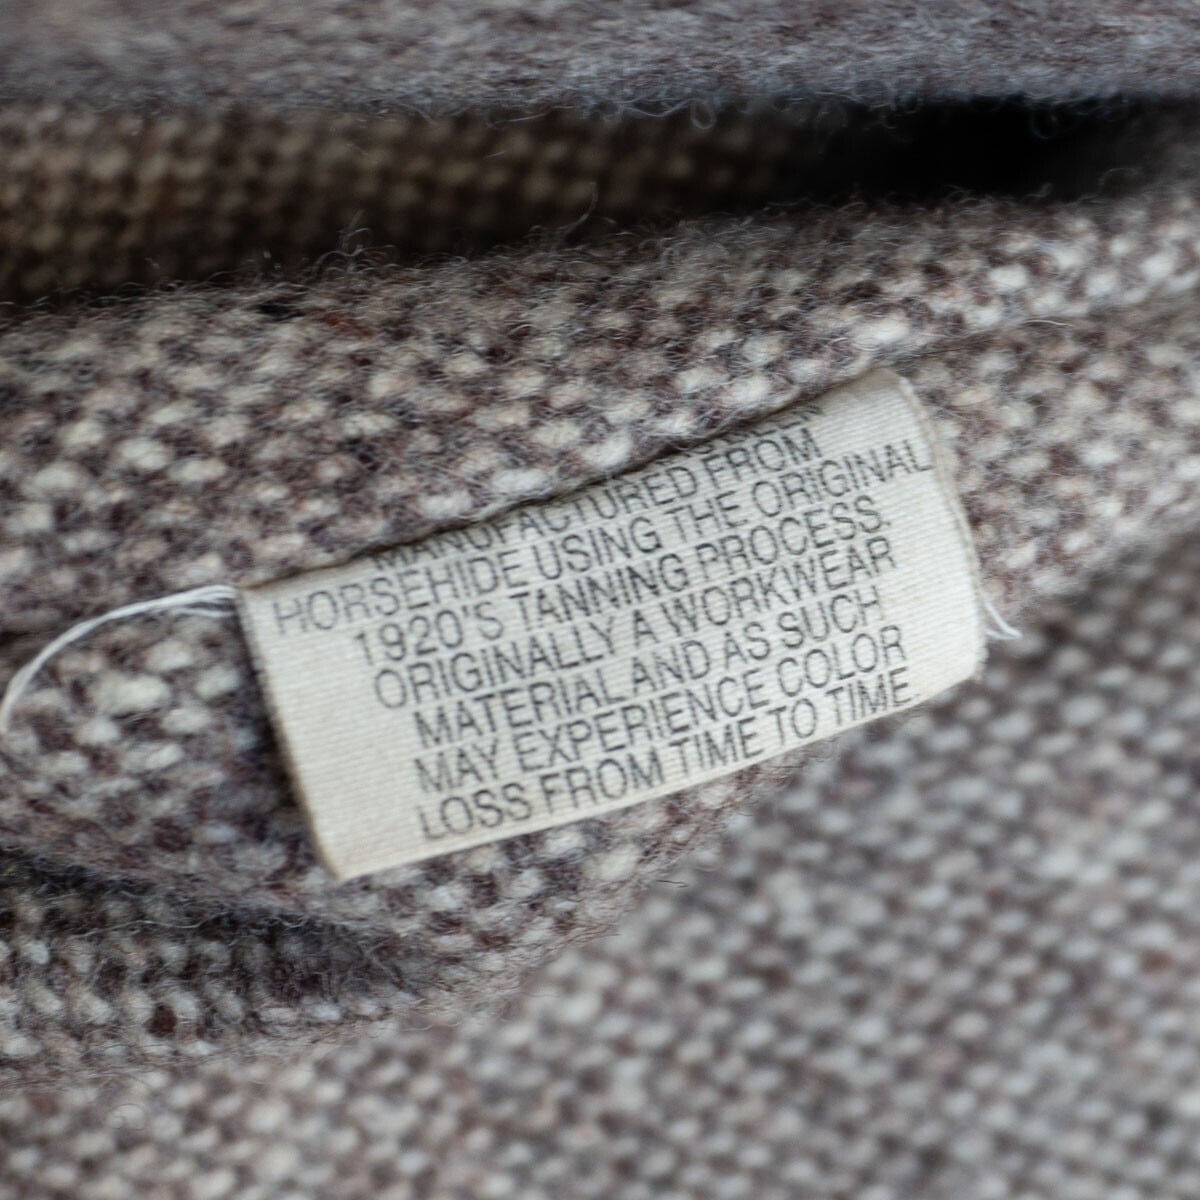 MANUFACTURED FROM
HORSEHIDE USING THE ORIGINAL
1920'S TANNING PROCESS.
ORIGINALLY A WORKWEAR
MATERIAL AND AS SUCH
MAY EXPERIENCE COLOR
LOSS FROM TIME TO TIME